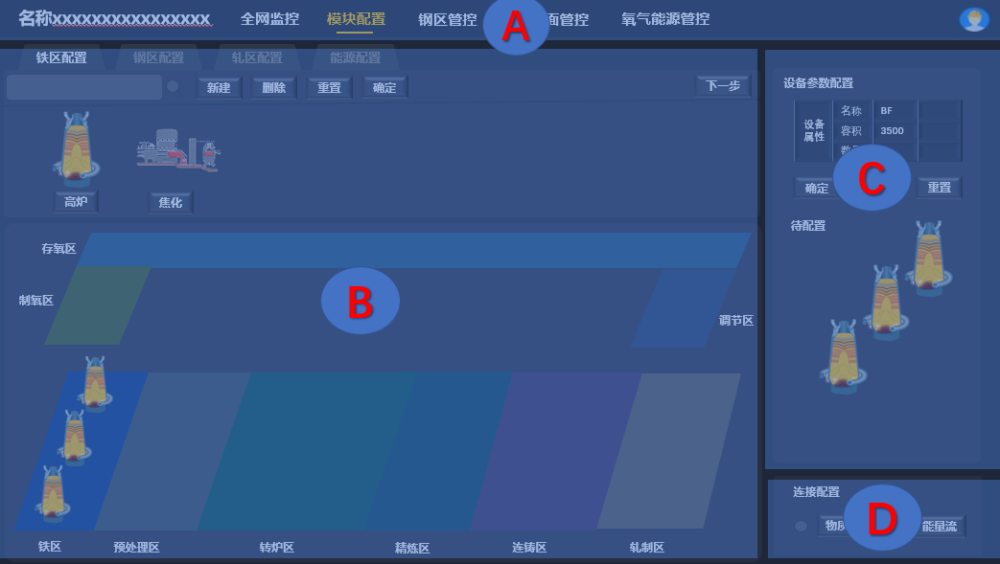 名称xxxxxxxxxxxxxxxx 全网监控 模块配置 钢区管控 A 面管控 氧气能源管控
铁区配置 钢区配置 轧区配置 能源配置
新建 删除 重置 确定 下一步
高炉 焦化
存氧区
制氧区
B
调节区
铁区 预处理区 转炉区 精炼区 连铸区 轧制区
设备参数配置
设备属性
名称 BF
容积 3500
数
C
确定 重置
待配置
连接配置
物质 D 能量流